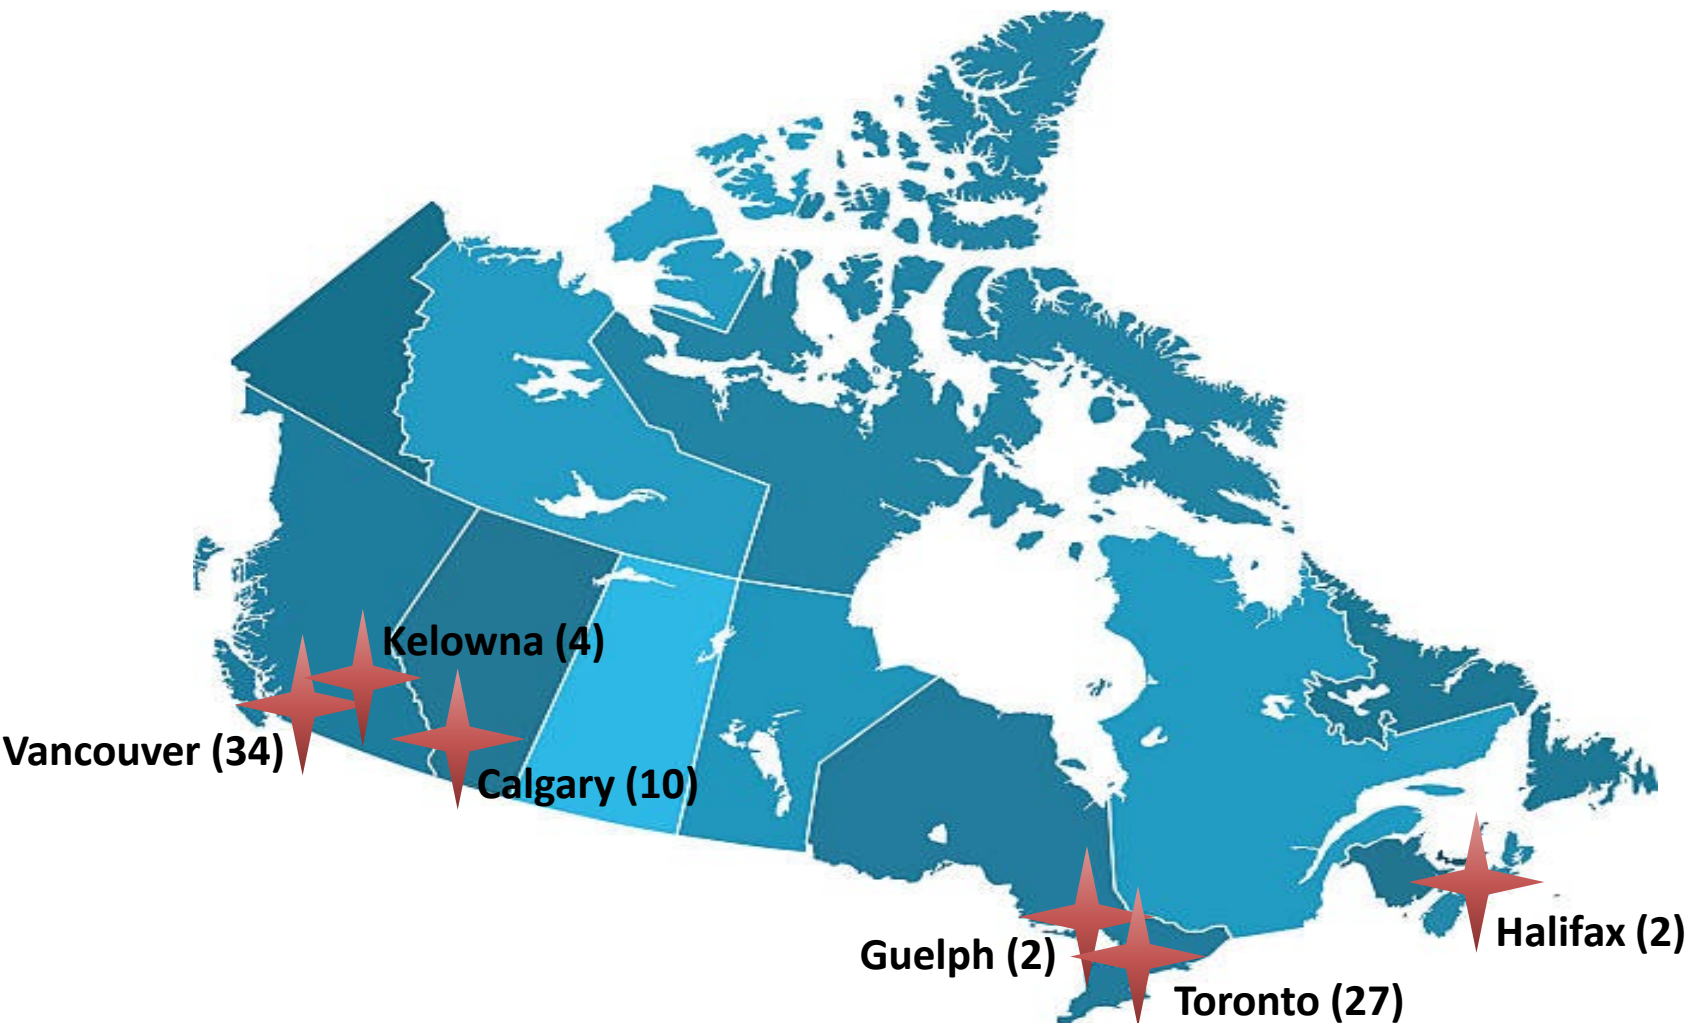 Kelowna (4)
Vancouver (34)
Calgary (10)
Guelph (2)
Halifax (2)
Toronto (27)